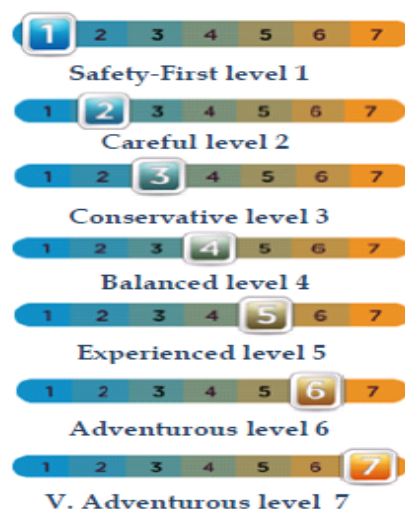 1 2 3 4 5 6 7
Safety-First level 1
1 2 3 4 5 6 7
Careful level 2
1 2 3 4 5 6 7
Conservative level 3
1 2 3 4 5 6 7
Balanced level 4
1 2 3 4 5 6 7
Experienced level 5
1 2 3 4 5 6 7
Adventurous level 6
1 2 3 4 5 6 7
V. Adventurous level 7